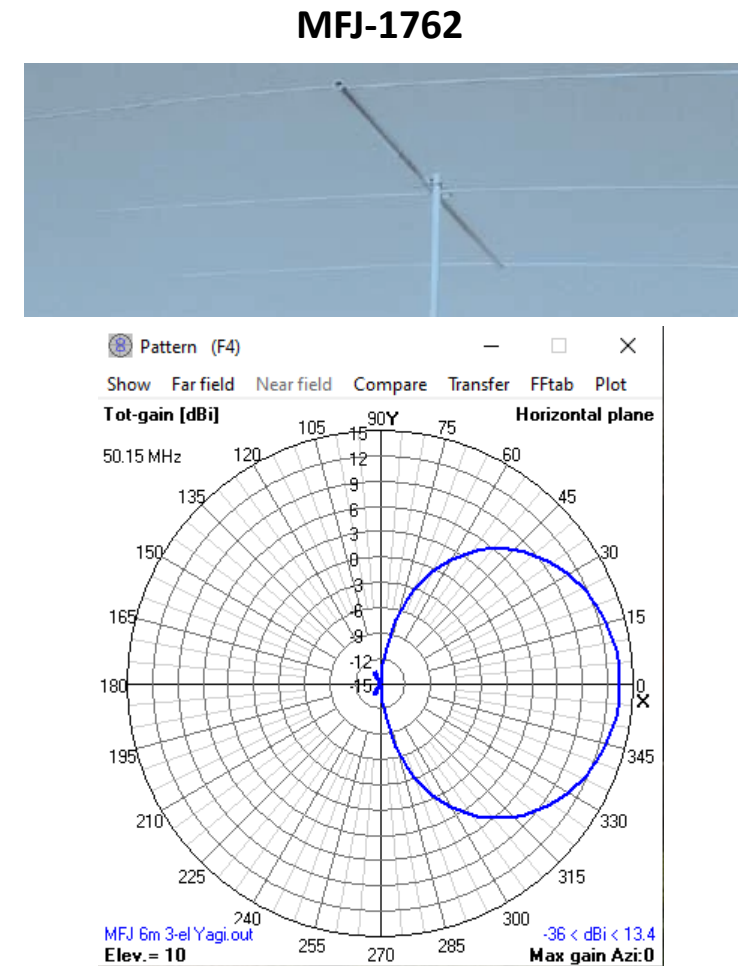 MFJ-1762
Pattern (F4)
Show Far field Near field Compare Transfer FFtab Plot
Tot-gain [dBi]
Horizontal plane
50.15 MHz
90Y
105
75
120
60
135
45
150
30
165
15
180
0
X
195
345
210
330
225
315
240
300
255
270
285
15
12
9
6
3
0
-3
-6
-9
-12
-15
MFJ 6m 3-el Yagi.out
-36 < dBi < 13.4
Elev.= 10
Max gain Azi:0